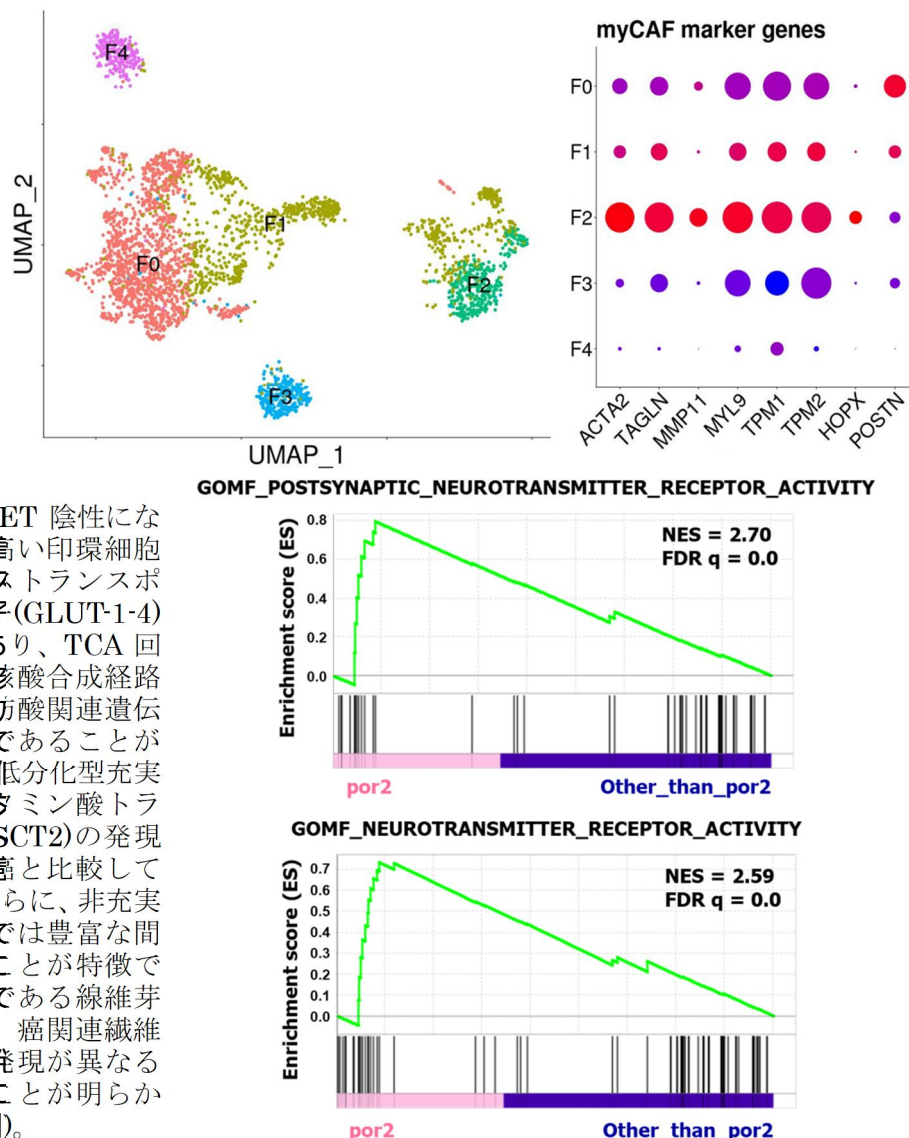 F4
F1
F0
F2
F3
UMAP_2
UMAP_1
myCAF marker genes
F0
F1
F2
F3
F4
ACTA2
TAGLN
MMP11
MYL9
TPM1
TPM2
HOPX
POSTN
ET 陰性にな
高い印環細胞
ストランスポ
子(GLUT-1-4)
おり、TCA 回
核酸合成経路
肪酸関連遺伝
であることが
低分化型充実
タミン酸トラ
SCT2)の発現
癌と比較して
らに、非充実
では豊富な間
ことが特徴で
である線維芽
癌関連繊維
発現が異なる
ことが明らか
)。
GOMF_POSTSYNAPTIC_NEUROTRANSMITTER_RECEPTOR_ACTIVITY
Enrichment score (ES)
0.8
0.6
0.4
0.2
0.0
NES = 2.70
FDR q = 0.0
por2
Other_than_por2
GOMF_NEUROTRANSMITTER_RECEPTOR_ACTIVITY
Enrichment score (ES)
0.7
0.6
0.5
0.4
0.3
0.2
0.1
0.0
NES = 2.59
FDR q = 0.0
por2
Other_than_por2